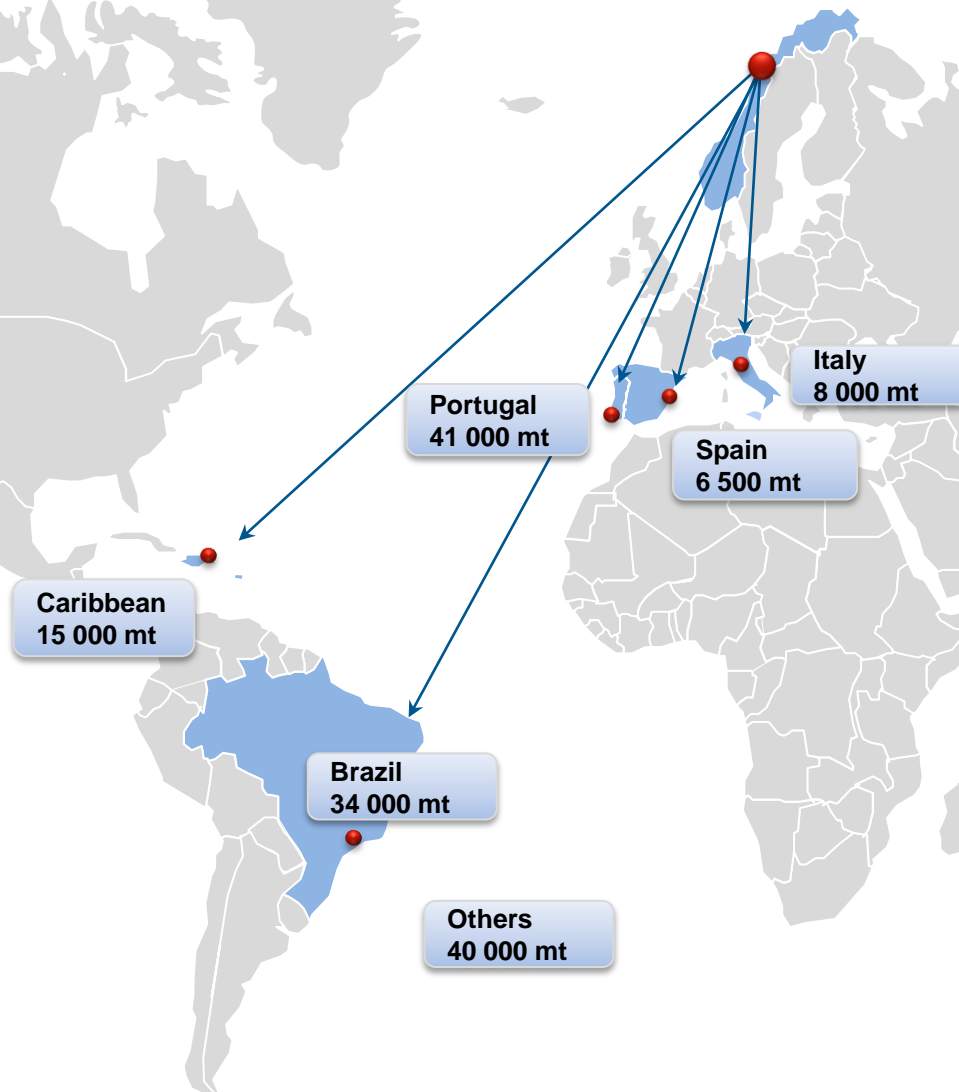 Italy
8 000 mt
Portugal
41 000 mt
Spain
6 500 mt
Caribbean
15 000 mt
Brazil
34 000 mt
Others
40 000 mt